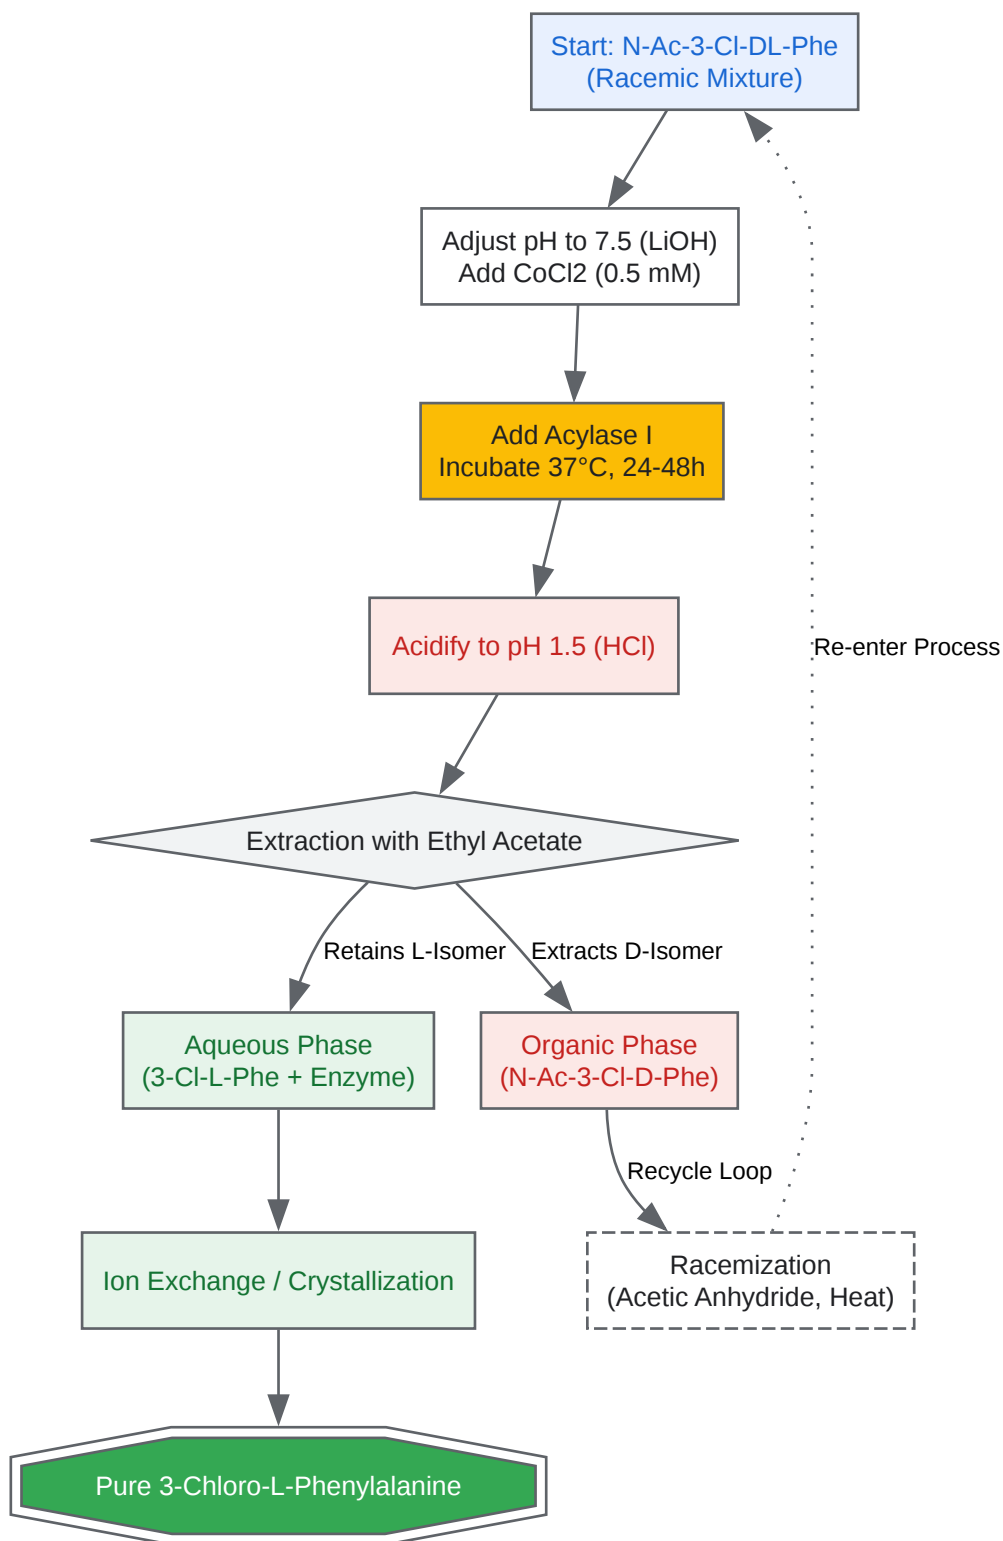 Start: N-Ac-3-Cl-DL-Phe
(Racemic Mixture)
Adjust pH to 7.5 (LiOH)
Add CoCl2 (0.5 mM)
Add Acylase I
Incubate 37°C, 24-48h
Acidify to pH 1.5 (HCl)
Re-enter Process
Extraction with Ethyl Acetate
Retains L-Isomer
Extracts D-Isomer
Aqueous Phase
(3-Cl-L-Phe + Enzyme)
Organic Phase
(N-Ac-3-Cl-D-Phe)
Recycle Loop
Ion Exchange / Crystallization
Racemization
(Acetic Anhydride, Heat)
Pure 3-Chloro-L-Phenylalanine